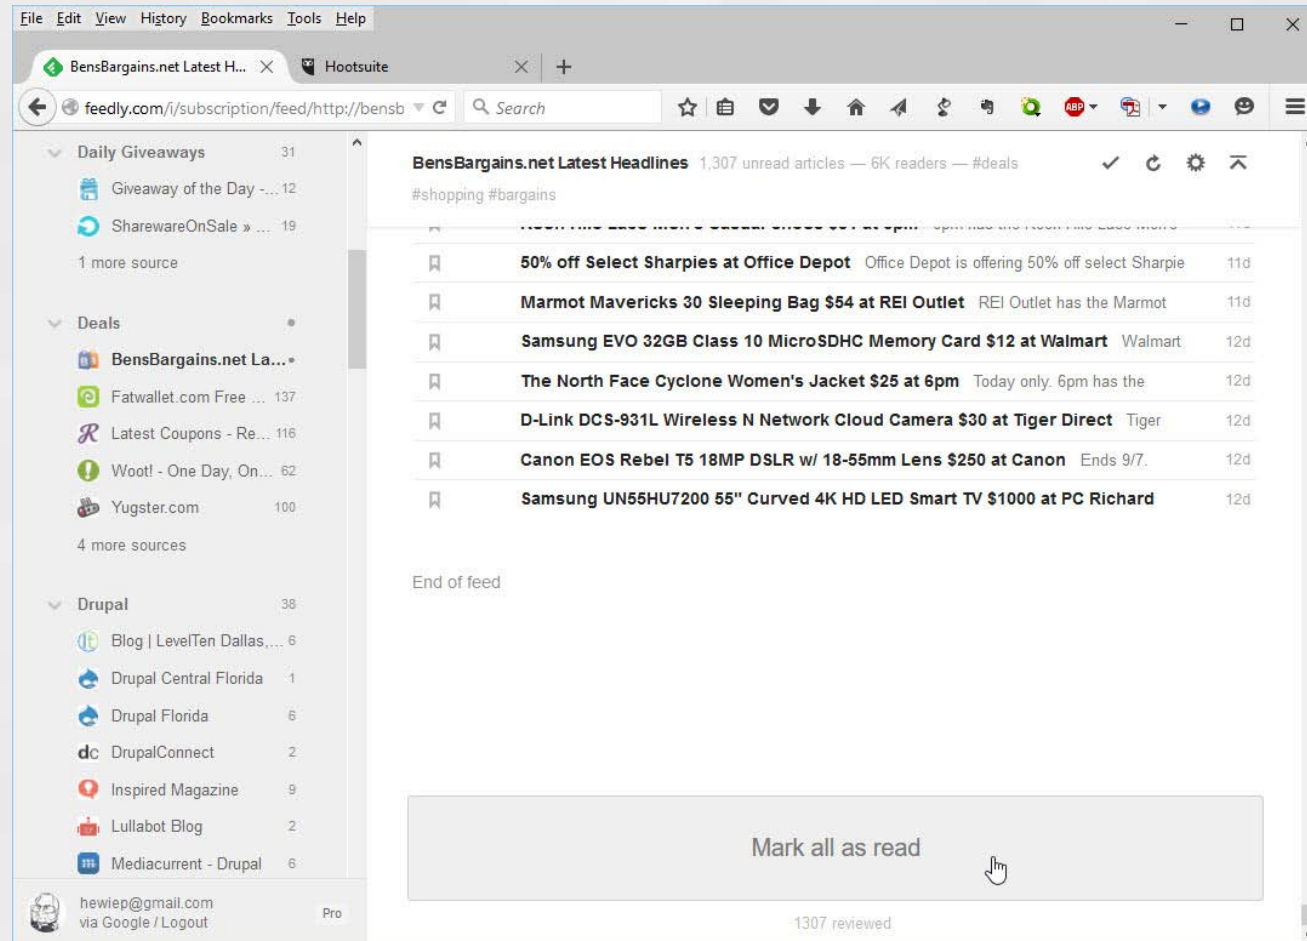 File Edit View History Bookmarks Tools Help
BensBargains.net Latest H... Hootsuite
feedly.com/i/subscription/feed/http://bensb Search
ABP
Daily Giveaways 31
Giveaway of the Day -... 12
SharewareOnSale » ... 19
1 more source
Deals
BensBargains.net La...
Fatwallet.com Free ... 137
Latest Coupons - Re... 116
Woot! - One Day, On... 62
Yugster.com 100
4 more sources
Drupal 38
Blog | LevelTen Dallas,... 6
Drupal Central Florida 1
Drupal Florida 6
dc DrupalConnect 2
Inspired Magazine 9
Lullabot Blog 2
Mediacurrent - Drupal 6
hewiep@gmail.com
via Google / Logout Pro
BensBargains.net Latest Headlines 1,307 unread articles — 6K readers — #deals
#shopping #bargains
50% off Select Sharpies at Office Depot Office Depot is offering 50% off select Sharpie 11d
Marmot Mavericks 30 Sleeping Bag $54 at REI Outlet REI Outlet has the Marmot 11d
Samsung EVO 32GB Class 10 MicroSDHC Memory Card $12 at Walmart Walmart 12d
The North Face Cyclone Women's Jacket $25 at 6pm Today only. 6pm has the 12d
D-Link DCS-931L Wireless N Network Cloud Camera $30 at Tiger Direct Tiger 12d
Canon EOS Rebel T5 18MP DSLR w/ 18-55mm Lens $250 at Canon Ends 9/7. 12d
Samsung UN55HU7200 55" Curved 4K HD LED Smart TV $1000 at PC Richard 12d
End of feed
Mark all as read
1307 reviewed